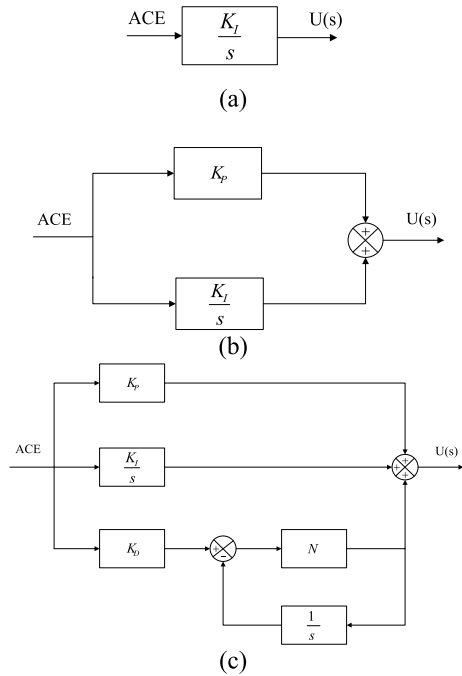 ACE
K_I
s
U(s)
(a)
K_P
ACE
+
+
U(s)
K_I
s
(b)
K_P
ACE
K_I
s
+
+
+
U(s)
K_D
+
−
N
1
s
(c)